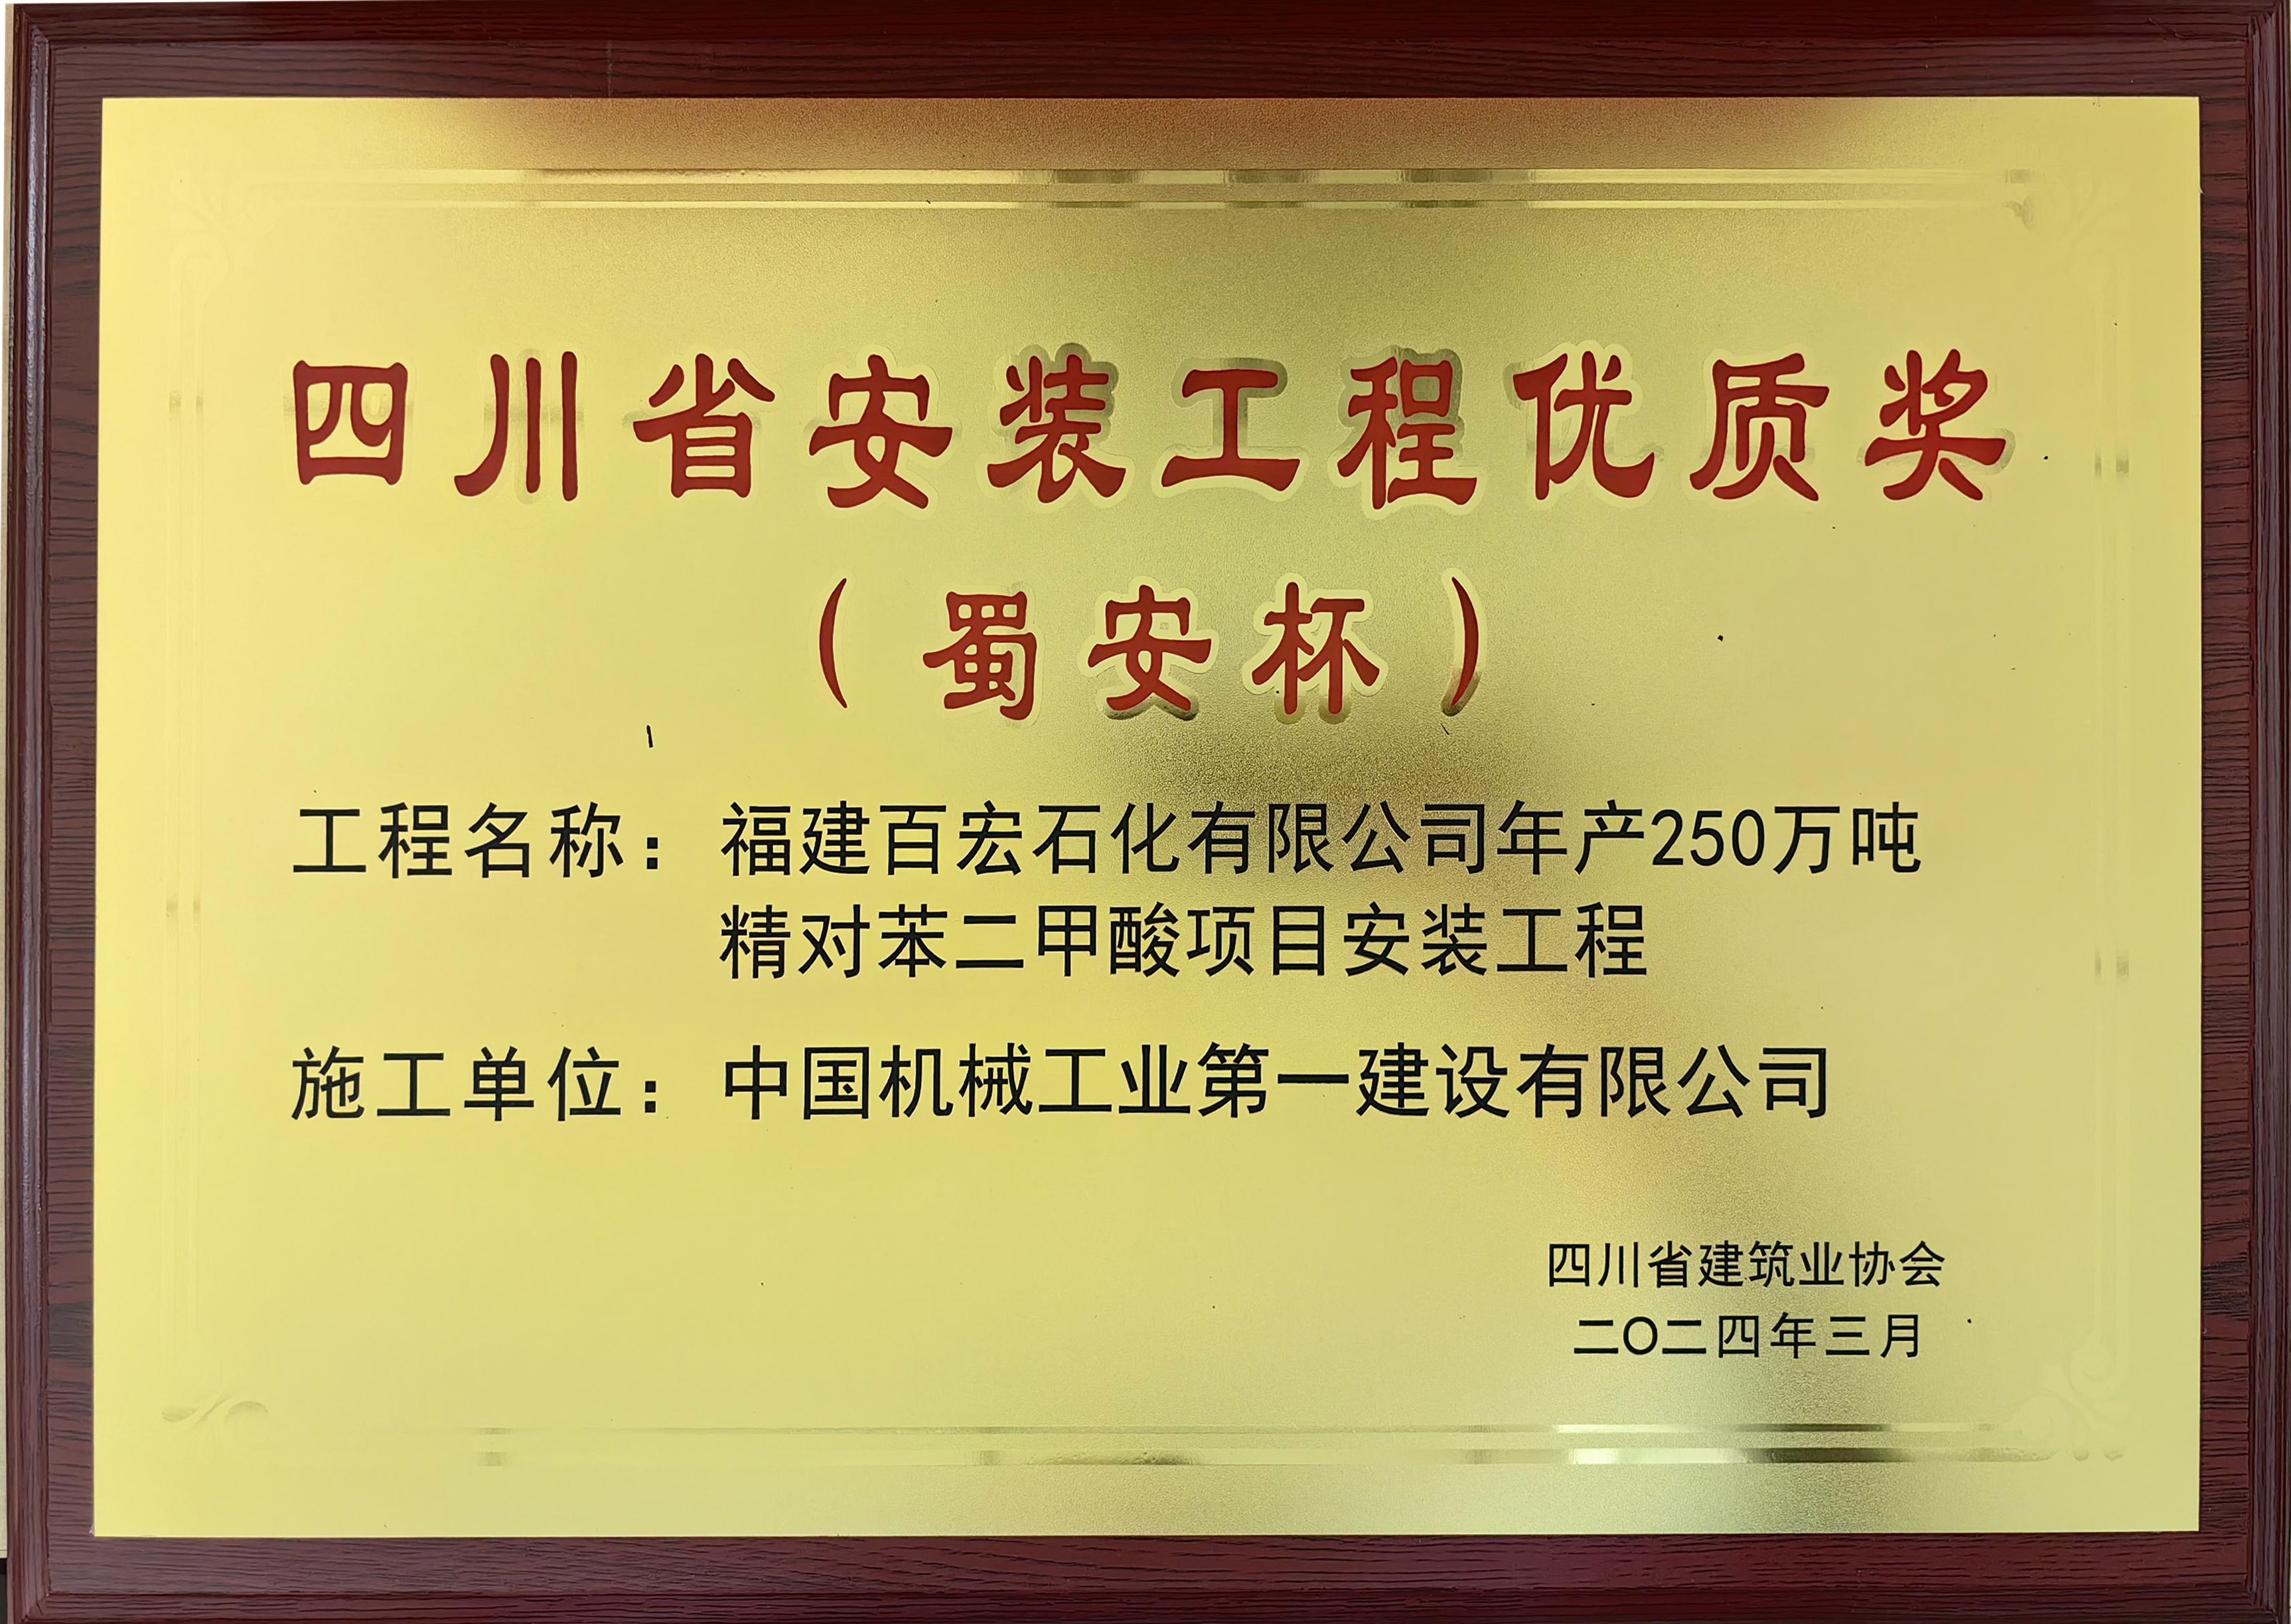 四川省安装工程优质奖
（蜀安杯）
工程名称：福建百宏石化有限公司年产250万吨
精对苯二甲酸项目安装工程
施工单位：中国机械工业第一建设有限公司
四川省建筑业协会
二〇二四年三月